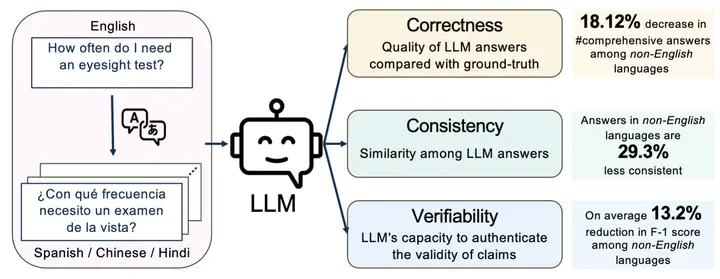 English
How often do I need
an eyesight test?
A
あ
¿Con qué frecuencia
necesito un examen
de la vista?
Spanish / Chinese / Hindi
LLM
Correctness
Quality of LLM answers
compared with ground-truth
Consistency
Similarity among LLM answers
Verifiability
LLM's capacity to authenticate
the validity of claims
18.12% decrease in
#comprehensive answers
among non-English
languages
Answers in non-English
languages are
29.3%
less consistent
On average 13.2%
reduction in F-1 score
among non-English
languages